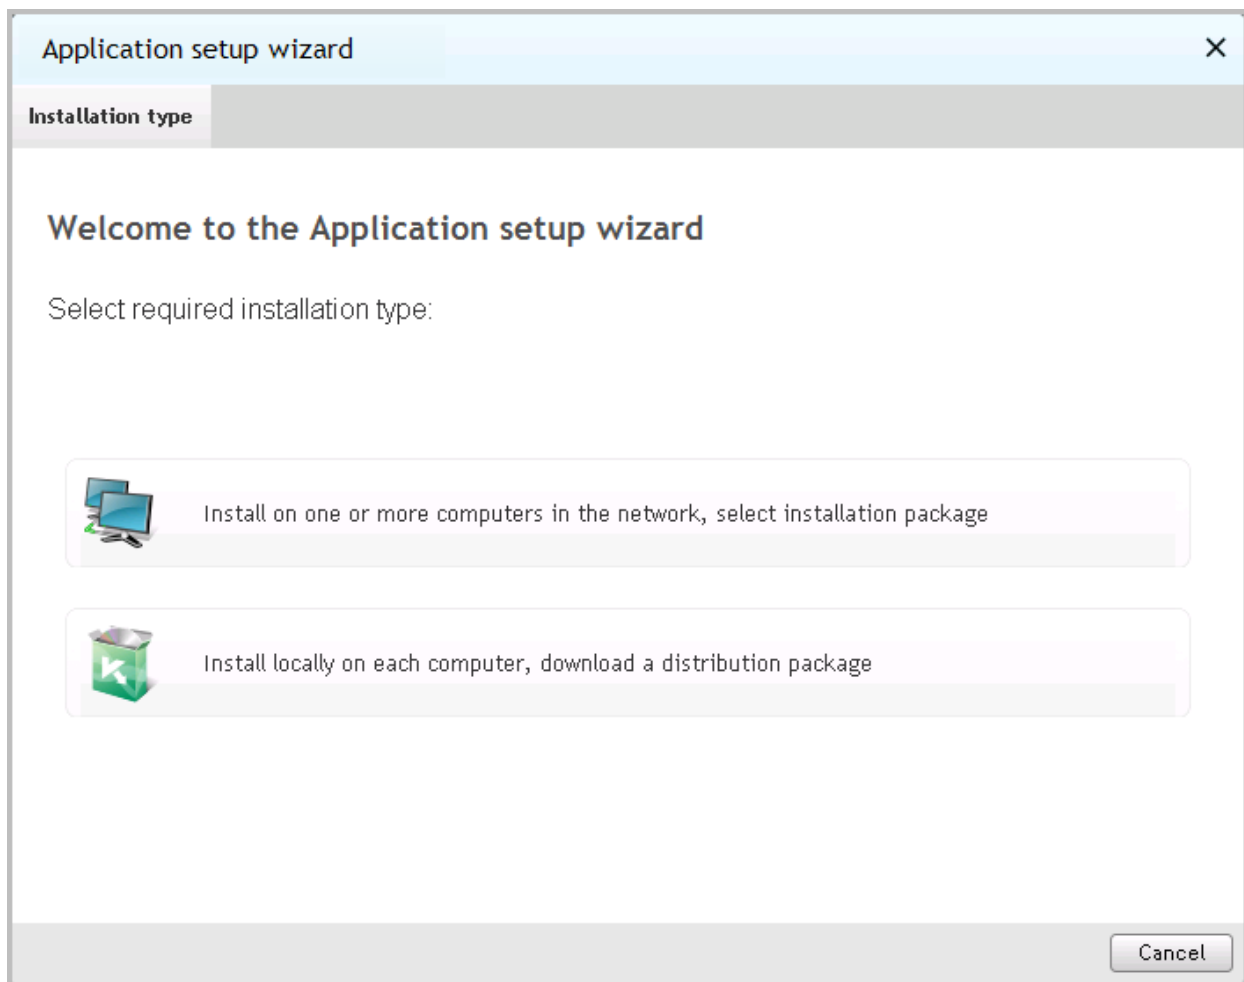 Application setup wizard
Installation type
Welcome to the Application setup wizard
Select required installation type:
Install on one or more computers in the network, select installation package
Install locally on each computer, download a distribution package
Cancel